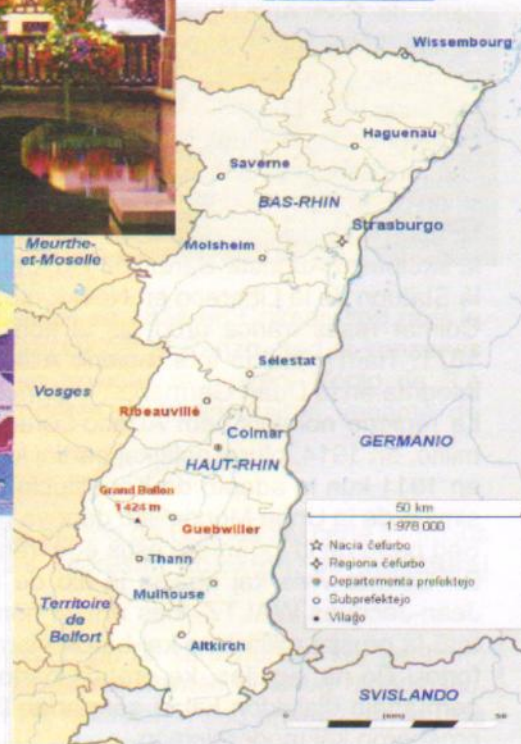 Wissembourg
Haguenau
Saverne
BAS-RHIN
Strasburgo
Meurthe-
et-Moselle
Molsheim
Sélestat
Vosges
Ribeauvillé
Colmar
GERMANIO
HAUT-RHIN
Grand Ballon
1 424 m
Guebwiller
50 km
1:978 000
Nacia ĉefurbo
Regiona ĉefurbo
Departementa prefektejo
Subprefektejo
Vilaĝo
Thann
Mulhouse
Territoire
de
Belfort
Altkirch
SVISLANDO
0
50